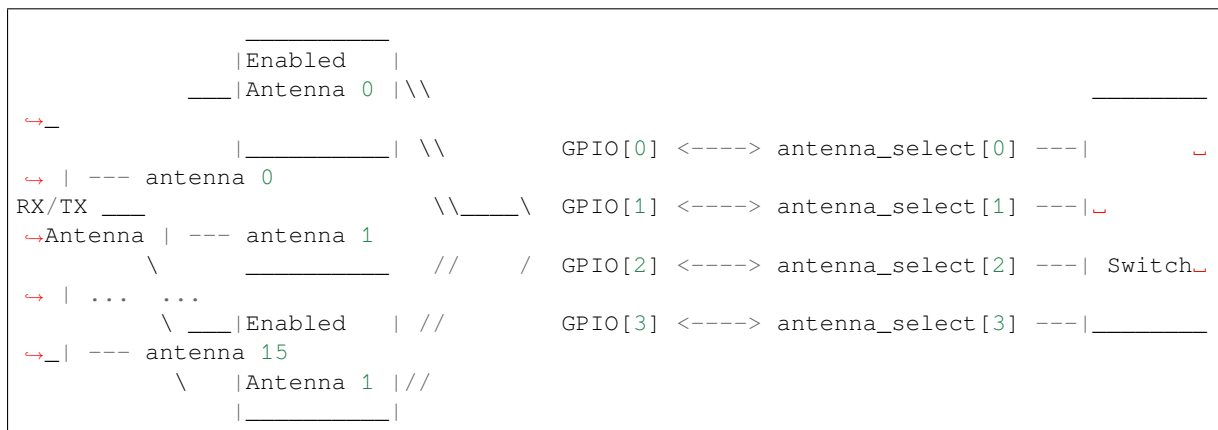 __________
                  |Enabled   |
              ___|Antenna 0 |\\                                                       ________
↪_
                  |__________| \\         GPIO[0] <----> antenna_select[0] ---|        ␣
↪ | --- antenna 0
RX/TX ___                        \\____\  GPIO[1] <----> antenna_select[1] ---|␣
↪Antenna | --- antenna 1
          \       __________   //     /  GPIO[2] <----> antenna_select[2] ---| Switch␣
↪ | ...  ...
           \ ___|Enabled   | //         GPIO[3] <----> antenna_select[3] ---|________
↪_| --- antenna 15
            \   |Antenna 1 |//
                 |__________|